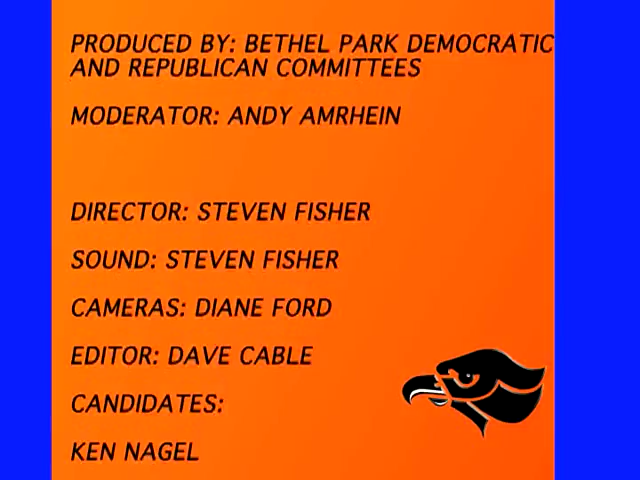 PRODUCED BY: BETHEL PARK DEMOCRATIC
AND REPUBLICAN COMMITTEES
MODERATOR: ANDY AMRHEIN
DIRECTOR: STEVEN FISHER
SOUND: STEVEN FISHER
CAMERAS: DIANE FORD
EDITOR: DAVE CABLE
CANDIDATES:
KEN NAGEL